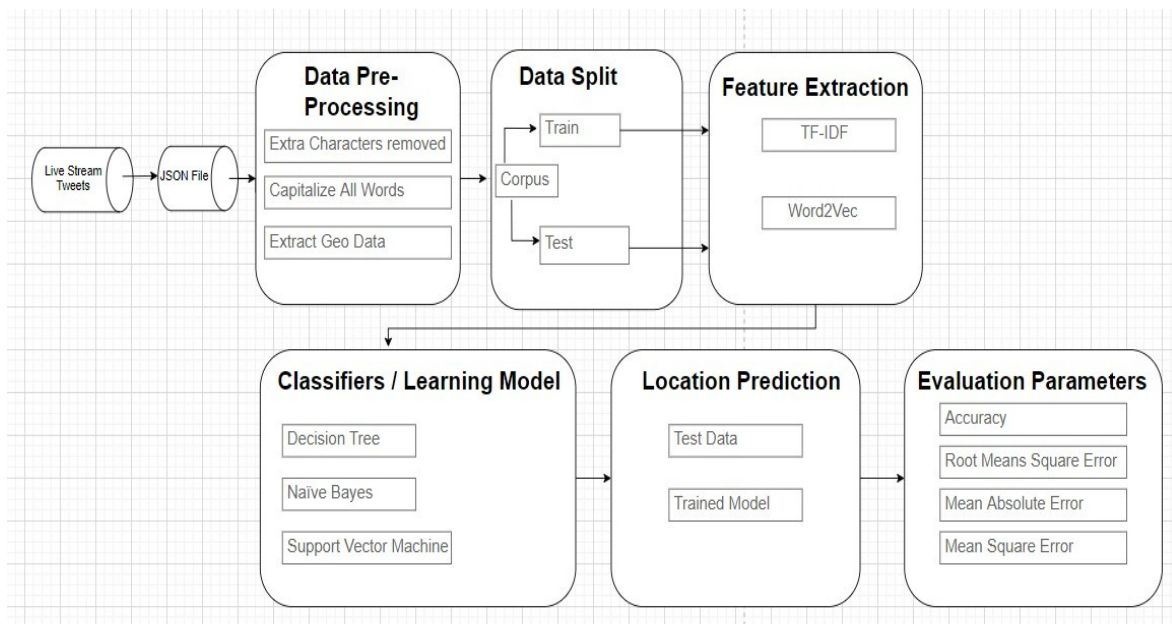 Live Stream
Tweets
JSON File
Data Pre-
Processing
Extra Characters removed
Capitalize All Words
Extract Geo Data
Data Split
Train
Corpus
Test
Feature Extraction
TF-IDF
Word2Vec
Classifiers / Learning Model
Decision Tree
Naïve Bayes
Support Vector Machine
Location Prediction
Test Data
Trained Model
Evaluation Parameters
Accuracy
Root Means Square Error
Mean Absolute Error
Mean Square Error